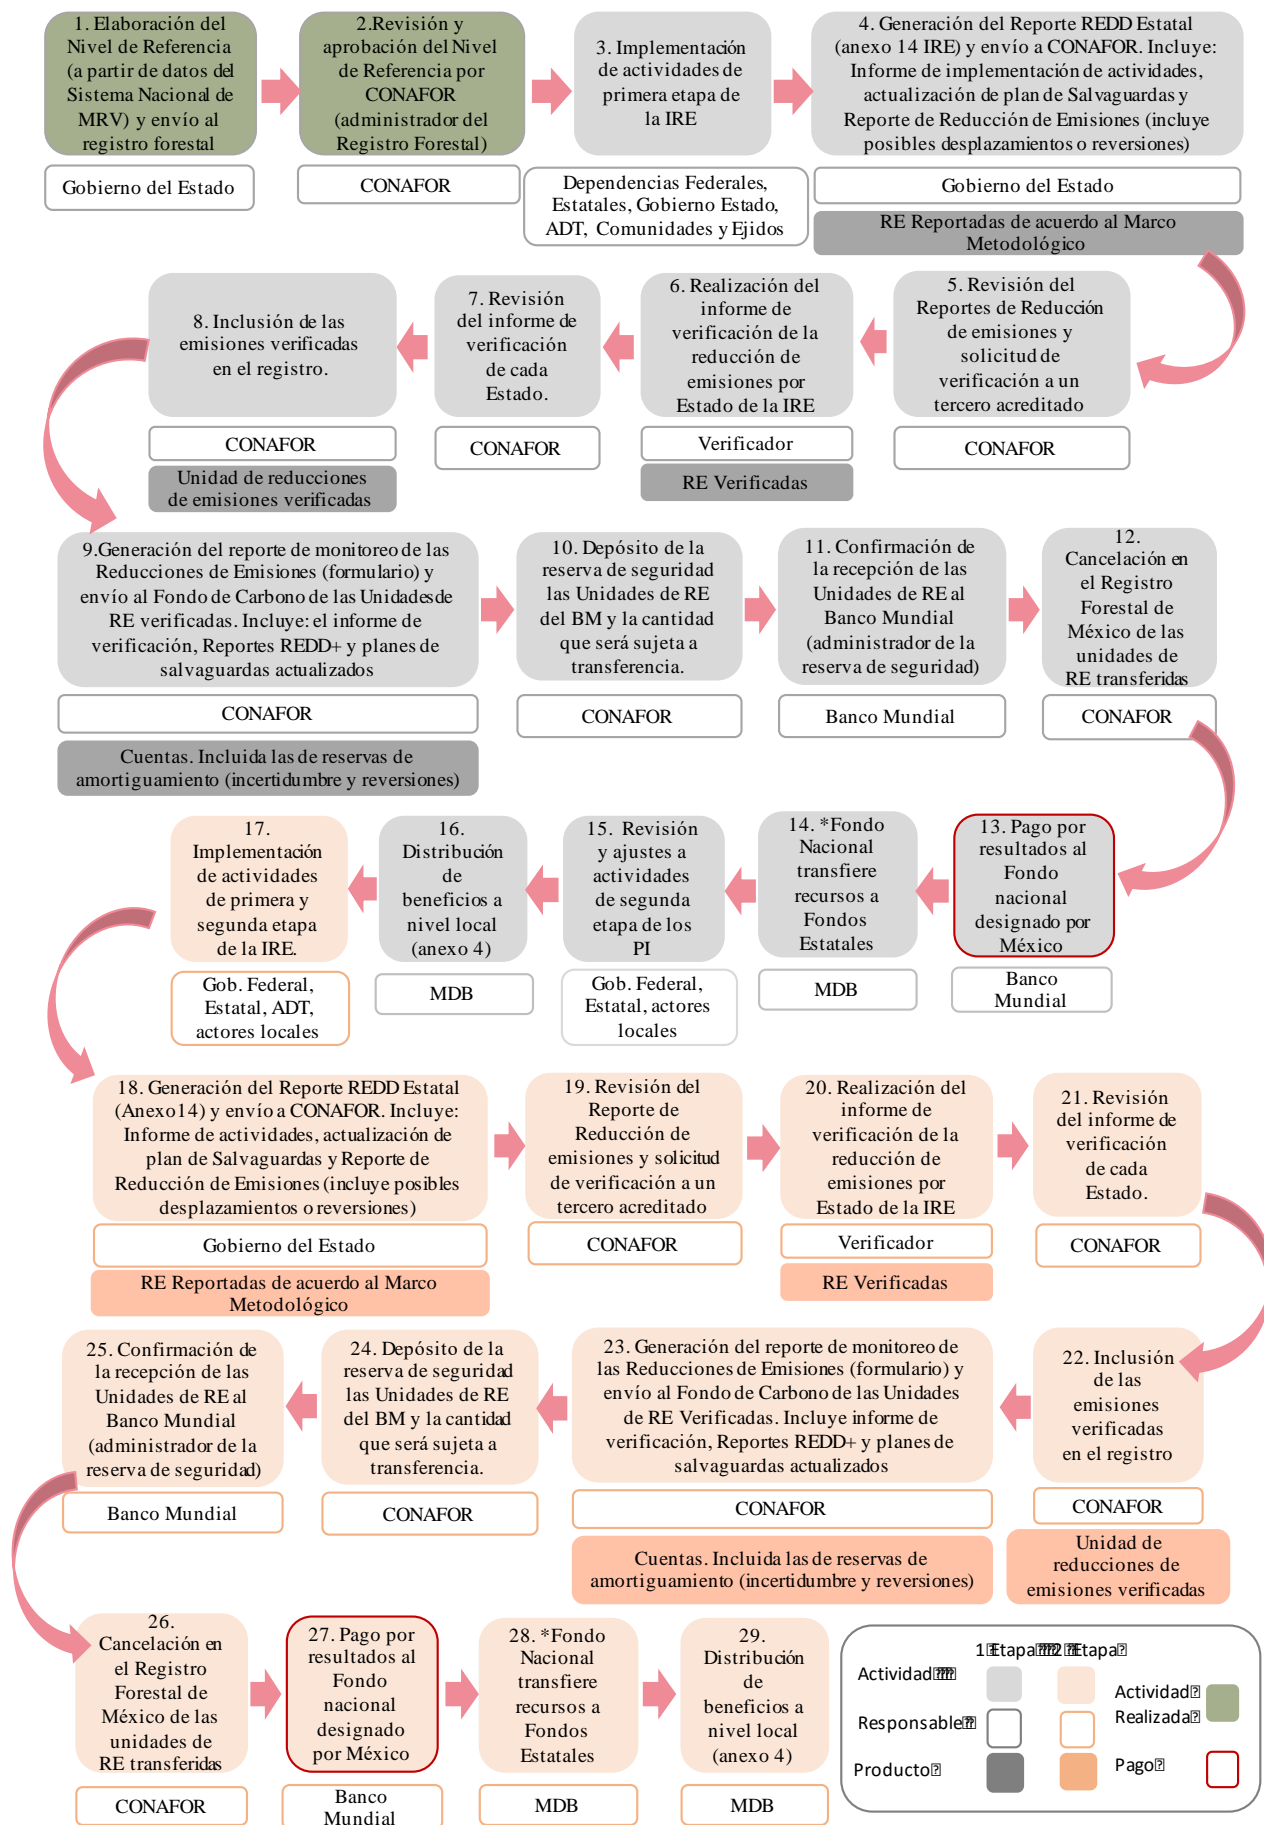 1. Elaboración del
Nivel de Referencia
(a partir de datos del
Sistema Nacional de
MRV) y envío al
registro forestal
Gobierno del Estado
2.Revisión y
aprobación del Nivel
de Referencia por
CONAFOR
(administrador del
Registro Forestal)
CONAFOR
3. Implementación
de actividades de
primera etapa de
la IRE
Dependencias Federales,
Estatales, Gobierno Estado,
ADT, Comunidades y Ejidos
4. Generación del Reporte REDD Estatal
(anexo 14 IRE) y envío a CONAFOR. Incluye:
Informe de implementación de actividades,
actualización de plan de Salvaguardas y
Reporte de Reducción de Emisiones (incluye
posibles desplazamientos o reversiones)
Gobierno del Estado
RE Reportadas de acuerdo al Marco
Metodológico
5. Revisión del
Reportes de Reducción
de emisiones y
solicitud de
verificación a un
tercero acreditado
CONAFOR
6. Realización del
informe de
verificación de la
reducción de
emisiones por
Estado de la IRE
Verificador
RE Verificadas
7. Revisión
del informe de
verificación
de cada
Estado.
CONAFOR
8. Inclusión de las
emisiones verificadas
en el registro.
CONAFOR
Unidad de reducciones
de emisiones verificadas
9.Generación del reporte de monitoreo de las
Reducciones de Emisiones (formulario) y
envío al Fondo de Carbono de las Unidades de
RE verificadas. Incluye: el informe de
verificación, Reportes REDD+ y planes de
salvaguardas actualizados
CONAFOR
Cuentas. Incluida las de reservas de
amortiguamiento (incertidumbre y reversiones)
10. Depósito de la
reserva de seguridad
las Unidades de RE
del BM y la cantidad
que será sujeta a
transferencia.
CONAFOR
11. Confirmación de
la recepción de las
Unidades de RE al
Banco Mundial
(administrador de la
reserva de seguridad)
Banco Mundial
12.
Cancelación en
el Registro
Forestal de
México de las
unidades de
RE transferidas
CONAFOR
13. Pago por
resultados al
Fondo
nacional
designado por
México
Banco
Mundial
14. *Fondo
Nacional
transfiere
recursos a
Fondos
Estatales
MDB
15. Revisión
y ajustes a
actividades
de segunda
etapa de los
PI
Gob. Federal,
Estatal, actores
locales
16.
Distribución
de
beneficios a
nivel local
(anexo 4)
MDB
17.
Implementación
de actividades
de primera y
segunda etapa
de la IRE.
Gob. Federal,
Estatal, ADT,
actores locales
18. Generación del Reporte REDD Estatal
(Anexo 14) y envío a CONAFOR. Incluye:
Informe de actividades, actualización de
plan de Salvaguardas y Reporte de
Reducción de Emisiones (incluye posibles
desplazamientos o reversiones)
Gobierno del Estado
RE Reportadas de acuerdo al Marco
Metodológico
19. Revisión del
Reporte de
Reducción de
emisiones y solicitud
de verificación a un
tercero acreditado
CONAFOR
20. Realización del
informe de
verificación de la
reducción de
emisiones por
Estado de la IRE
Verificador
RE Verificadas
21. Revisión
del informe de
verificación
de cada
Estado.
CONAFOR
22. Inclusión
de las
emisiones
verificadas
en el registro
CONAFOR
Unidad de
reducciones de
emisiones verificadas
23. Generación del reporte de monitoreo de
las Reducciones de Emisiones (formulario) y
envío al Fondo de Carbono de las Unidades
de RE Verificadas. Incluye informe de
verificación, Reportes REDD+ y planes de
salvaguardas actualizados
CONAFOR
Cuentas. Incluida las de reservas de
amortiguamiento (incertidumbre y reversiones)
24. Depósito de la
reserva de seguridad
las Unidades de RE
del BM y la cantidad
que será sujeta a
transferencia.
CONAFOR
25. Confirmación de
la recepción de las
Unidades de RE al
Banco Mundial
(administrador de la
reserva de seguridad)
Banco Mundial
26.
Cancelación en
el Registro
Forestal de
México de las
unidades de
RE transferidas
CONAFOR
27. Pago por
resultados al
Fondo
nacional
designado
por México
Banco
Mundial
28. *Fondo
Nacional
transfiere
recursos a
Fondos
Estatales
MDB
29.
Distribución
de
beneficios a
nivel local
(anexo 4)
MDB
1 Etapa 2 Etapa
Actividad
Responsable
Producto
Actividad
Realizada
Pago